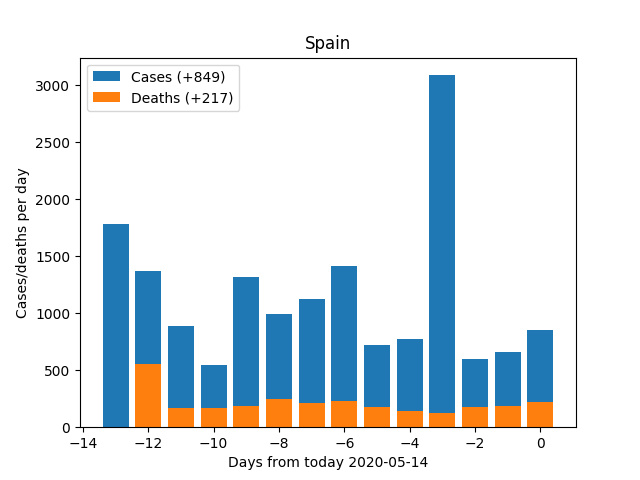 Spain
Cases (+849)
Deaths (+217)
Cases/deaths per day
3000
2500
2000
1500
1000
500
0
−14 −12 −10 −8 −6 −4 −2 0
Days from today 2020-05-14